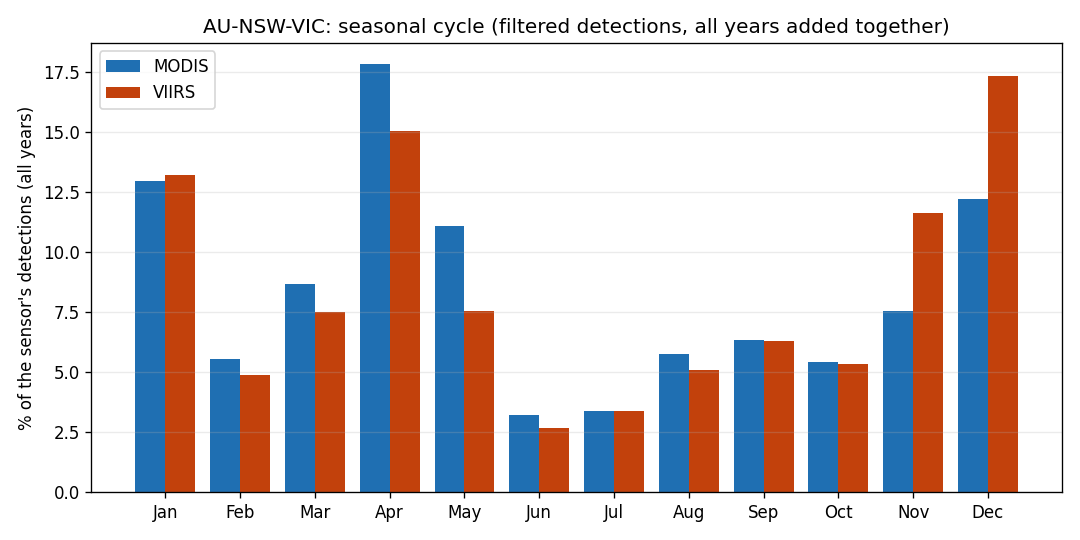 AU-NSW-VIC: seasonal cycle (filtered detections, all years added together)
MODIS
VIIRS
% of the sensor's detections (all years)
17.5
15.0
12.5
10.0
7.5
5.0
2.5
0.0
Jan Feb Mar Apr May Jun Jul Aug Sep Oct Nov Dec